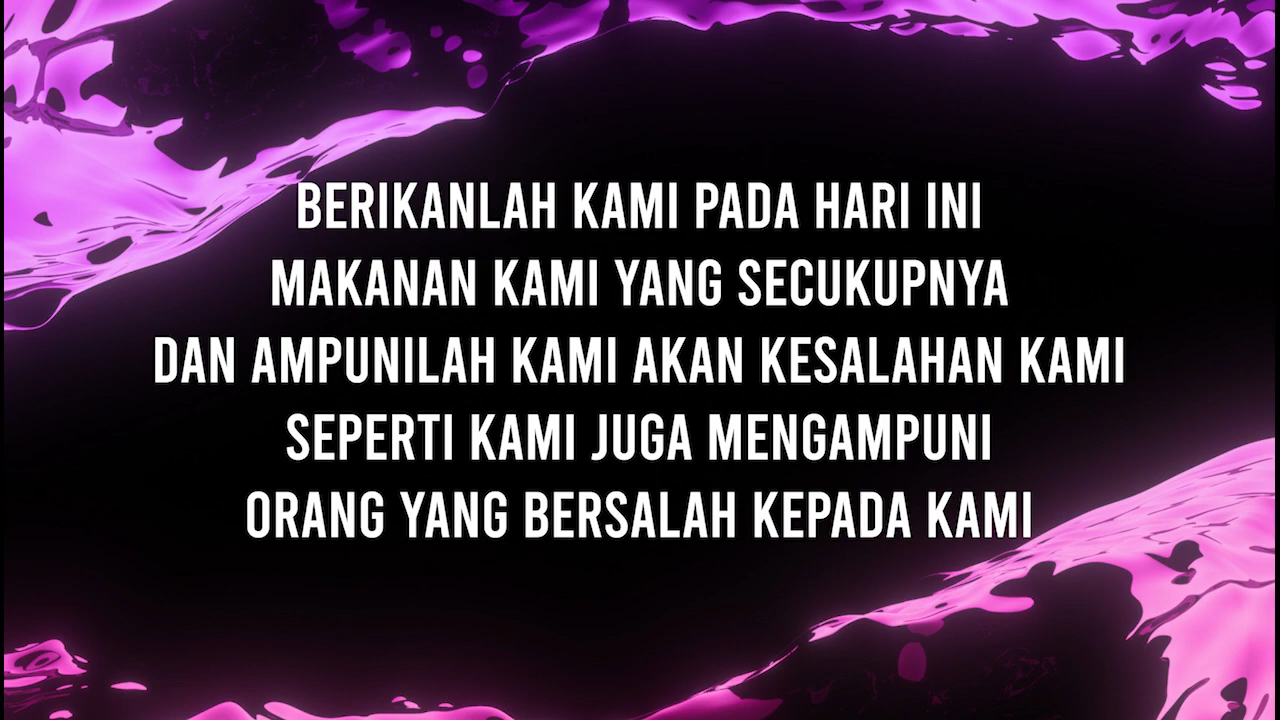 BERIKANLAH KAMI PADA HARI INI
MAKANAN KAMI YANG SECUKUPNYA
DAN AMPUNILAH KAMI AKAN KESALAHAN KAMI
SEPERTI KAMI JUGA MENGAMPUNI
ORANG YANG BERSALAH KEPADA KAMI